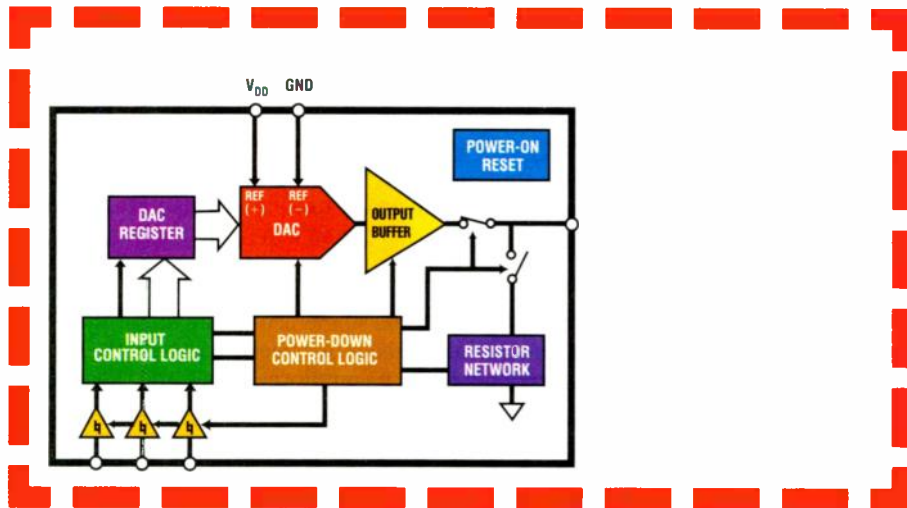 V_DD GND
POWER-ON
RESET
REF
(+)
REF
(−)
DAC
OUTPUT
BUFFER
DAC
REGISTER
INPUT
CONTROL LOGIC
POWER-DOWN
CONTROL LOGIC
RESISTOR
NETWORK